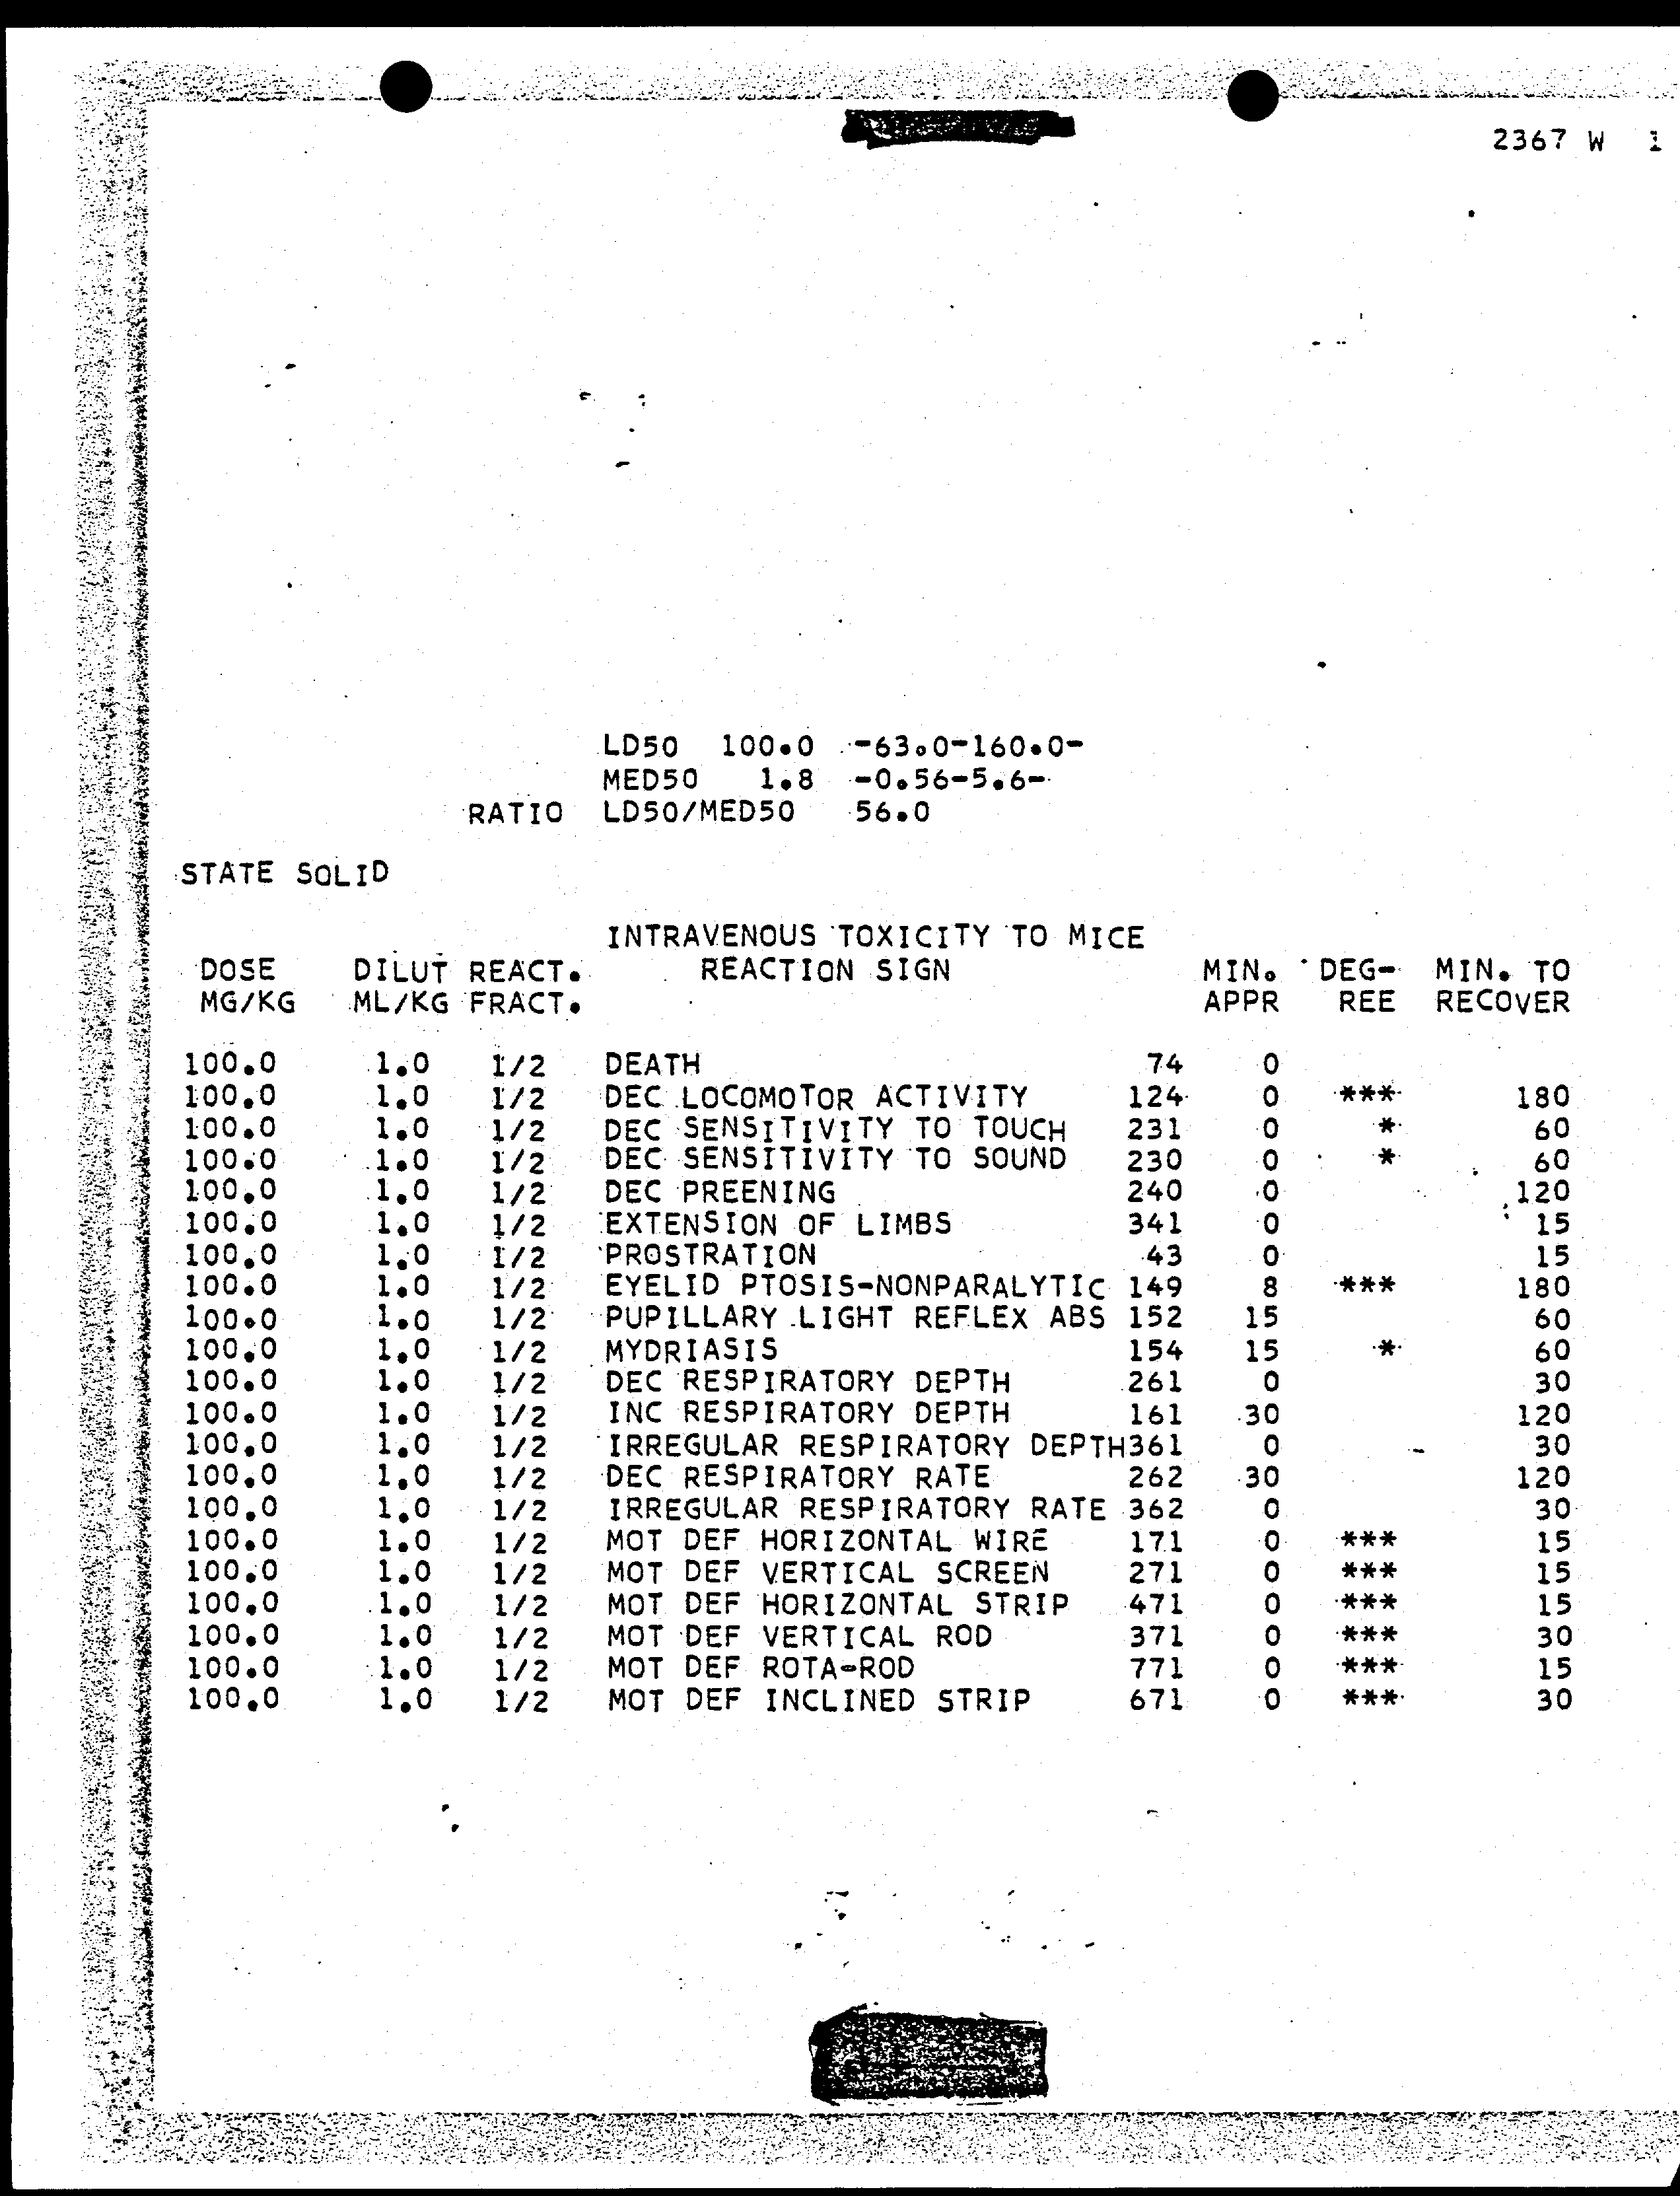 2367 W 1
LD50 100.0 -63.0-160.0-
MED50 1.8 -0.56-5.6-
RATIO LD50/MED50 56.0
STATE SOLID
INTRAVENOUS TOXICITY TO MICE
DOSE DILUT REACT. REACTION SIGN MIN. DEG- MIN. TO
MG/KG ML/KG FRACT. APPR REE RECOVER
100.0 1.0 1/2 DEATH 74 0
100.0 1.0 1/2 DEC LOCOMOTOR ACTIVITY 124 0 *** 180
100.0 1.0 1/2 DEC SENSITIVITY TO TOUCH 231 0 * 60
100.0 1.0 1/2 DEC SENSITIVITY TO SOUND 230 0 * 60
100.0 1.0 1/2 DEC PREENING 240 0 120
100.0 1.0 1/2 EXTENSION OF LIMBS 341 0 15
100.0 1.0 1/2 PROSTRATION 43 0 15
100.0 1.0 1/2 EYELID PTOSIS-NONPARALYTIC 149 8 *** 180
100.0 1.0 1/2 PUPILLARY LIGHT REFLEX ABS 152 15 60
100.0 1.0 1/2 MYDRIASIS 154 15 * 60
100.0 1.0 1/2 DEC RESPIRATORY DEPTH 261 0 30
100.0 1.0 1/2 INC RESPIRATORY DEPTH 161 30 120
100.0 1.0 1/2 IRREGULAR RESPIRATORY DEPTH361 0 30
100.0 1.0 1/2 DEC RESPIRATORY RATE 262 30 120
100.0 1.0 1/2 IRREGULAR RESPIRATORY RATE 362 0 30
100.0 1.0 1/2 MOT DEF HORIZONTAL WIRE 171 0 *** 15
100.0 1.0 1/2 MOT DEF VERTICAL SCREEN 271 0 *** 15
100.0 1.0 1/2 MOT DEF HORIZONTAL STRIP 471 0 *** 15
100.0 1.0 1/2 MOT DEF VERTICAL ROD 371 0 *** 30
100.0 1.0 1/2 MOT DEF ROTA-ROD 771 0 *** 15
100.0 1.0 1/2 MOT DEF INCLINED STRIP 671 0 *** 30